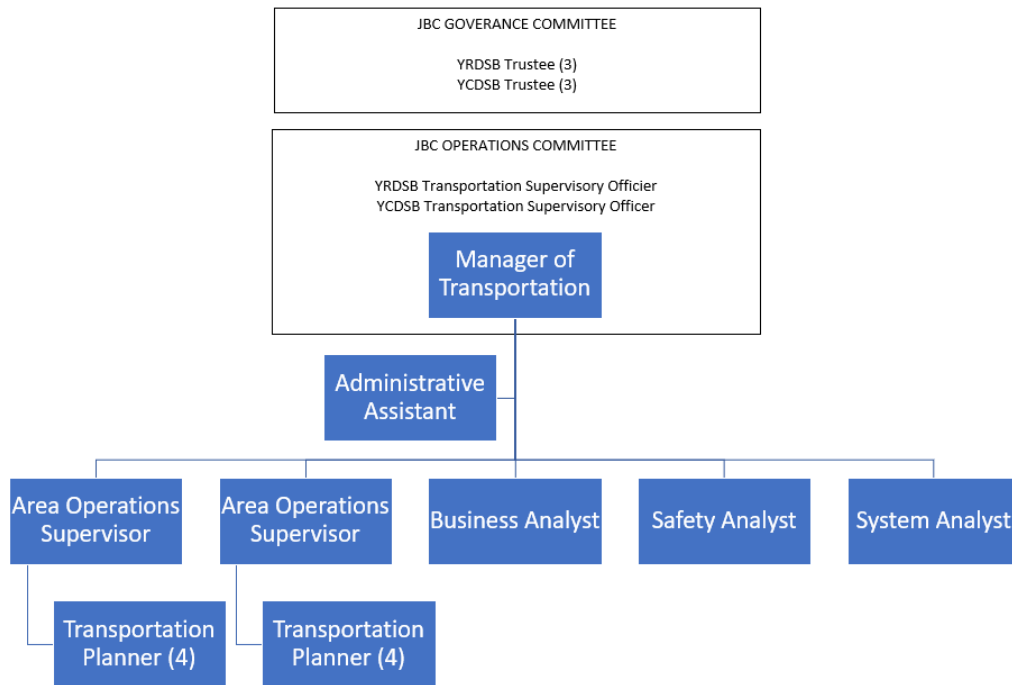 JBC GOVERANCE COMMITTEE
YRDSB Trustee (3)
YCDSB Trustee (3)
JBC OPERATIONS COMMITTEE
YRDSB Transportation Supervisory Officier
YCDSB Transportation Supervisory Officer
Manager of
Transportation
Administrative
Assistant
Area Operations
Supervisor
Area Operations
Supervisor
Business Analyst
Safety Analyst
System Analyst
Transportation
Planner (4)
Transportation
Planner (4)